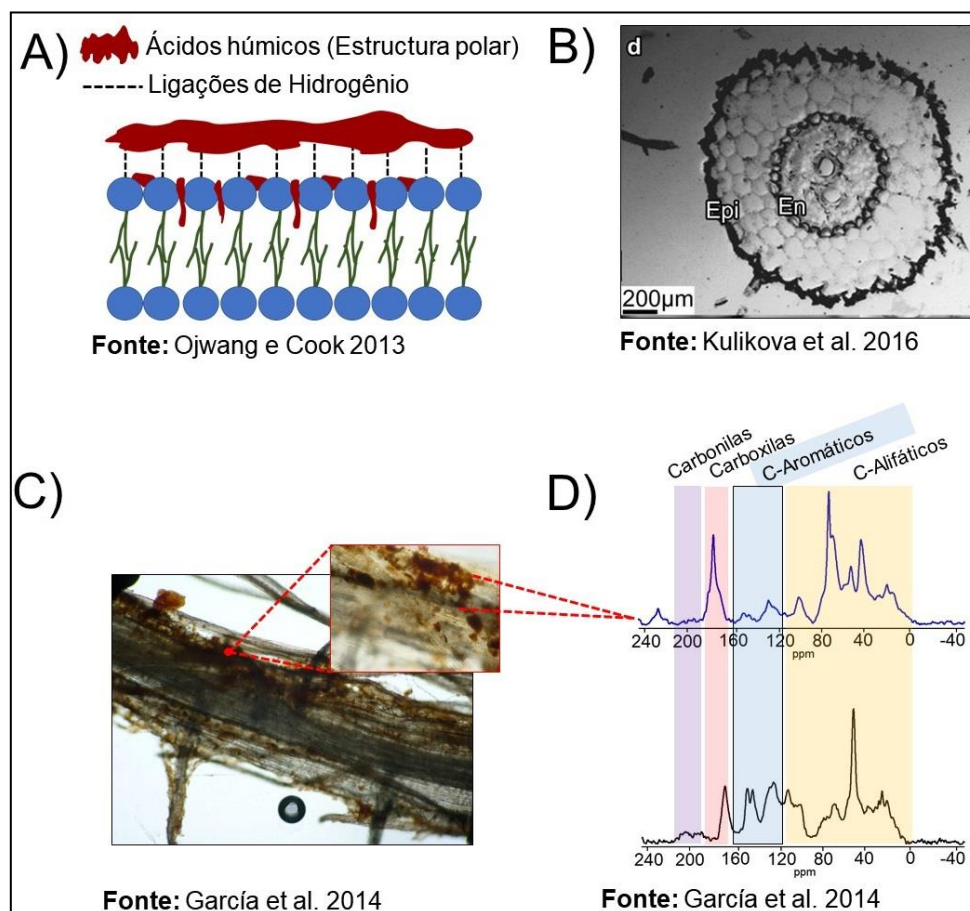 A)
Ácidos húmicos (Estructura polar)
Ligações de Hidrogênio
Fonte: Ojwang e Cook 2013
B)
d
Epi
En
200µm
Fonte: Kulikova et al. 2016
C)
Fonte: García et al. 2014
D)
Carbonilas
Carboxilas
C-Aromáticos
C-Alifáticos
240 200 160 120 80 40 0 -40
ppm
240 200 160 120 80 40 0 -40
ppm
Fonte: García et al. 2014